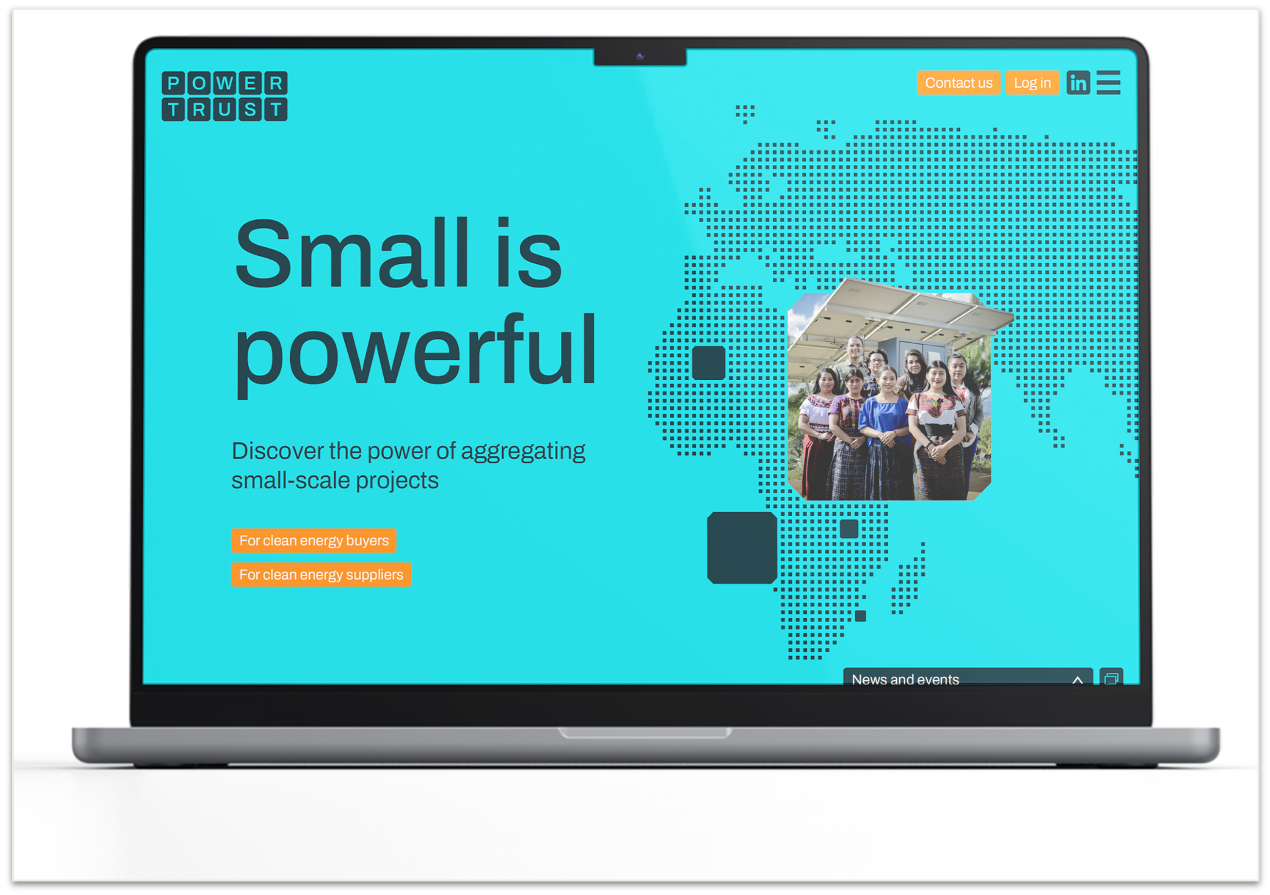 POWER
TRUST
Contact us
Log in
in
Small is
powerful
Discover the power of aggregating
small-scale projects
For clean energy buyers
For clean energy suppliers
News and events